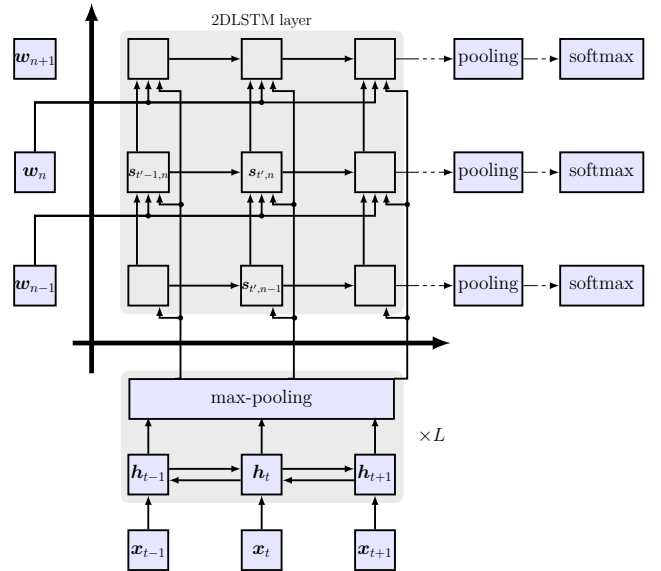 2DLSTM layer
w_{n+1} pooling softmax
w_n s_{t'-1,n} s_{t',n} pooling softmax
w_{n-1} s_{t',n-1} pooling softmax
max-pooling
×L
h_{t-1} h_t h_{t+1}
x_{t-1} x_t x_{t+1}